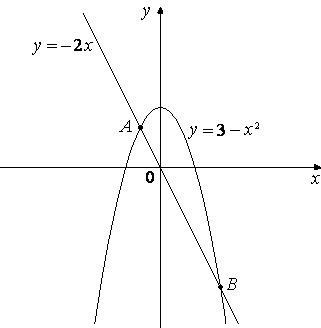 y
y = −2x
A
y = 3 − x²
0
x
B